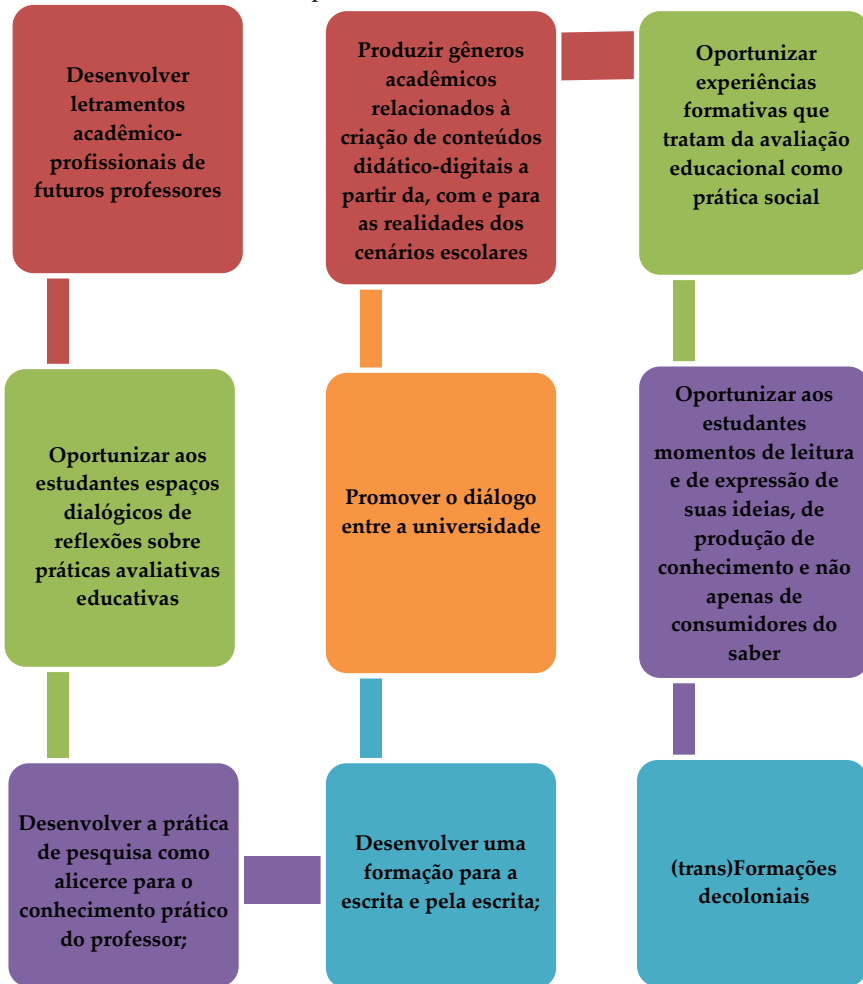 Desenvolver
letramentos
acadêmico-
profissionais de
futuros professores
Oportunizar aos
estudantes espaços
dialógicos de
reflexões sobre
práticas avaliativas
educativas
Desenvolver a prática
de pesquisa como
alicerce para o
conhecimento prático
do professor;
Desenvolver uma
formação para a
escrita e pela escrita;
Promover o diálogo
entre a universidade
Produzir gêneros
acadêmicos
relacionados à
criação de conteúdos
didático-digitais a
partir da, com e para
as realidades dos
cenários escolares
Oportunizar
experiências
formativas que
tratam da avaliação
educacional como
prática social
Oportunizar aos
estudantes
momentos de leitura
e de expressão de
suas ideias, de
produção de
conhecimento e não
apenas de
consumidores do
saber
(trans)Formações
decoloniais